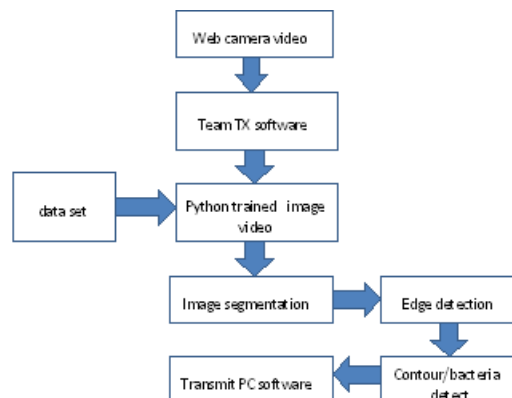 Web camera video
Team TX software
data set
Python trained image
video
Image segmentation
Edge detection
Transmit PC software
Contour/bacteria
detect